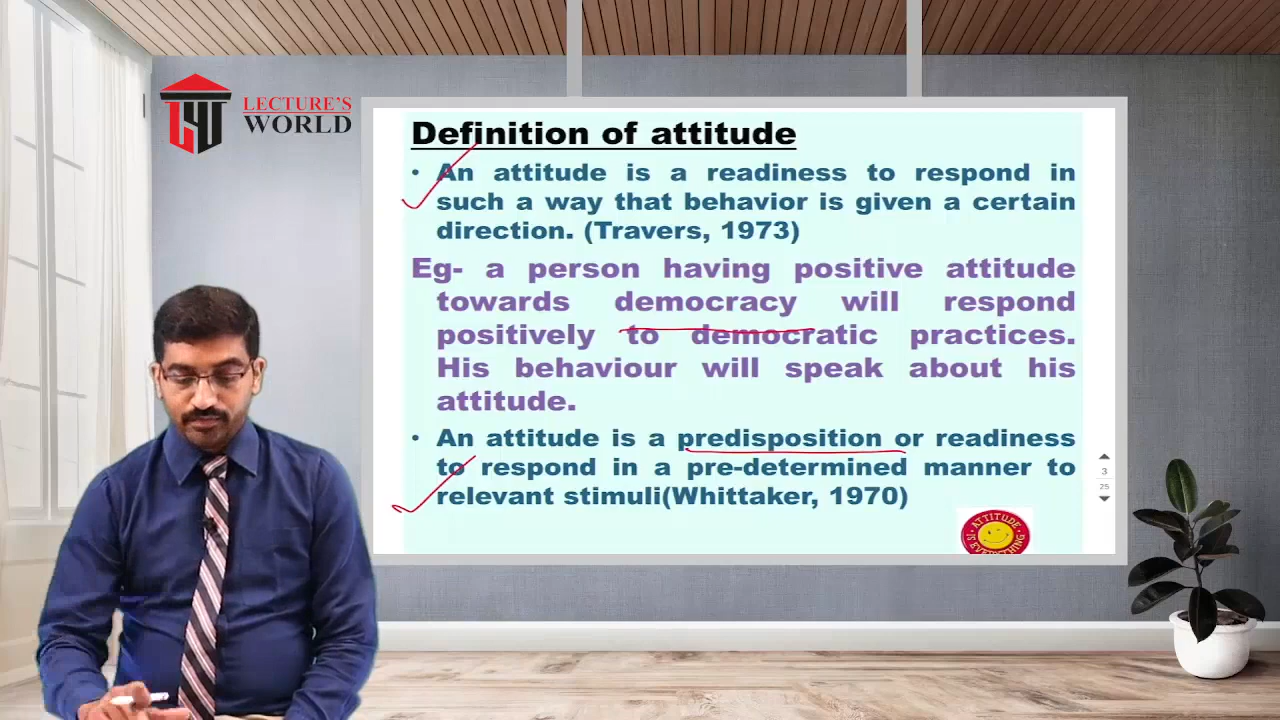 LECTURE'S
WORLD
Definition of attitude
• An attitude is a readiness to respond in
such a way that behavior is given a certain
direction. (Travers, 1973)
Eg- a person having positive attitude
towards democracy will respond
positively to democratic practices.
His behaviour will speak about his
attitude.
• An attitude is a predisposition or readiness
to respond in a pre-determined manner to
relevant stimuli(Whittaker, 1970)
3
25
ATTITUDE
IS EVERYTHING